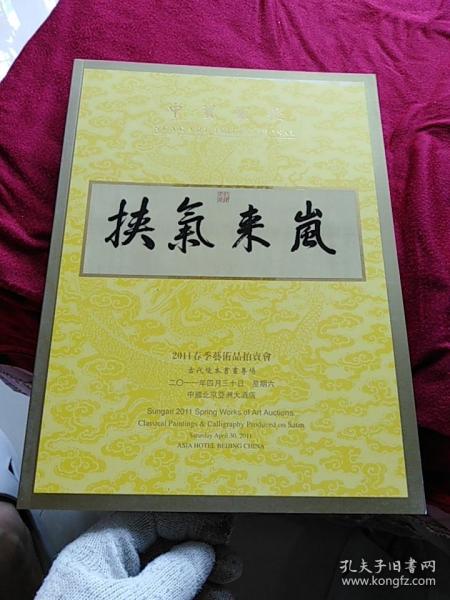 挾氣来嵐
2011春季藝術品拍賣會
古代绫本書畫專場
二〇一一年四月三十日 星期六
中國北京亞洲大酒店
Sungari 2011 Spring Works of Art Auctions
Classical Paintings & Calligraphy Produced on Satin
Saturday April 30, 2011
ASIA HOTEL BEIJING CHINA
孔夫子旧书网
www.kongfz.com